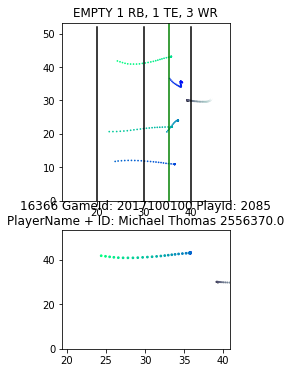 EMPTY 1 RB, 1 TE, 3 WR
50
40
30
20
10
0
20 30 40
16366 GameId: 2017100100 PlayId: 2085
PlayerName + ID: Michael Thomas 2556370.0
40
20
0
20 25 30 35 40